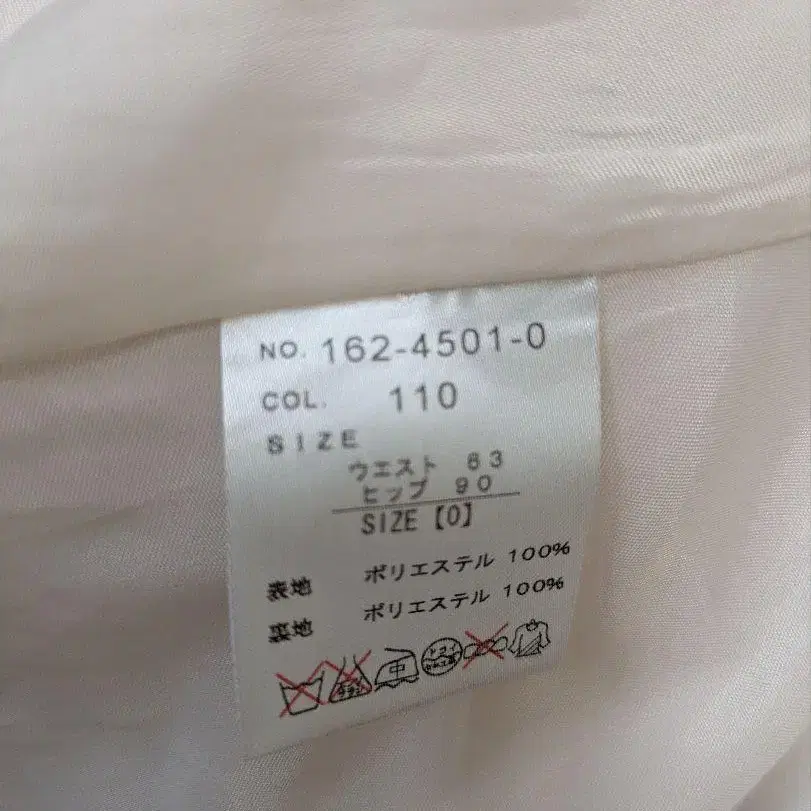 NO. 162-4501-0
COL. 110
SIZE
ウエスト 63
ヒップ 90
SIZE【0】
表地 ポリエステル 100%
裏地 ポリエステル 100%
中